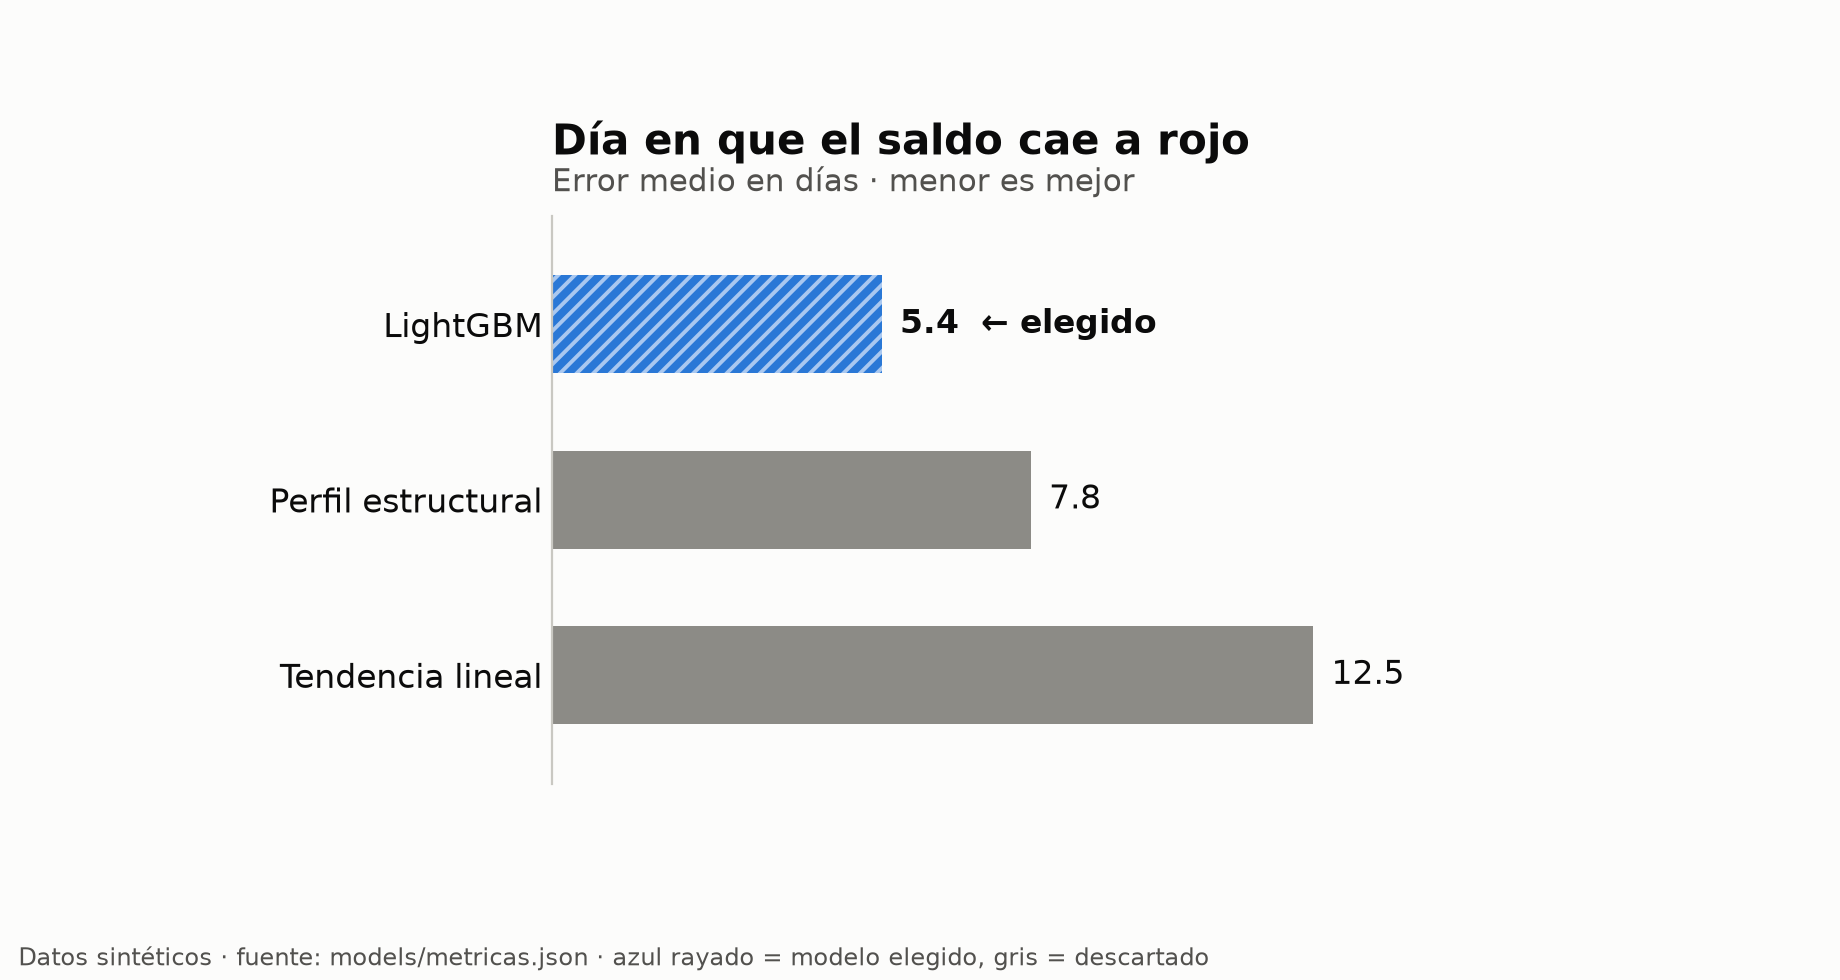 Día en que el saldo cae a rojo
Error medio en días · menor es mejor
LightGBM
5.4 ← elegido
Perfil estructural
7.8
Tendencia lineal
12.5
Datos sintéticos · fuente: models/metricas.json · azul rayado = modelo elegido, gris = descartado